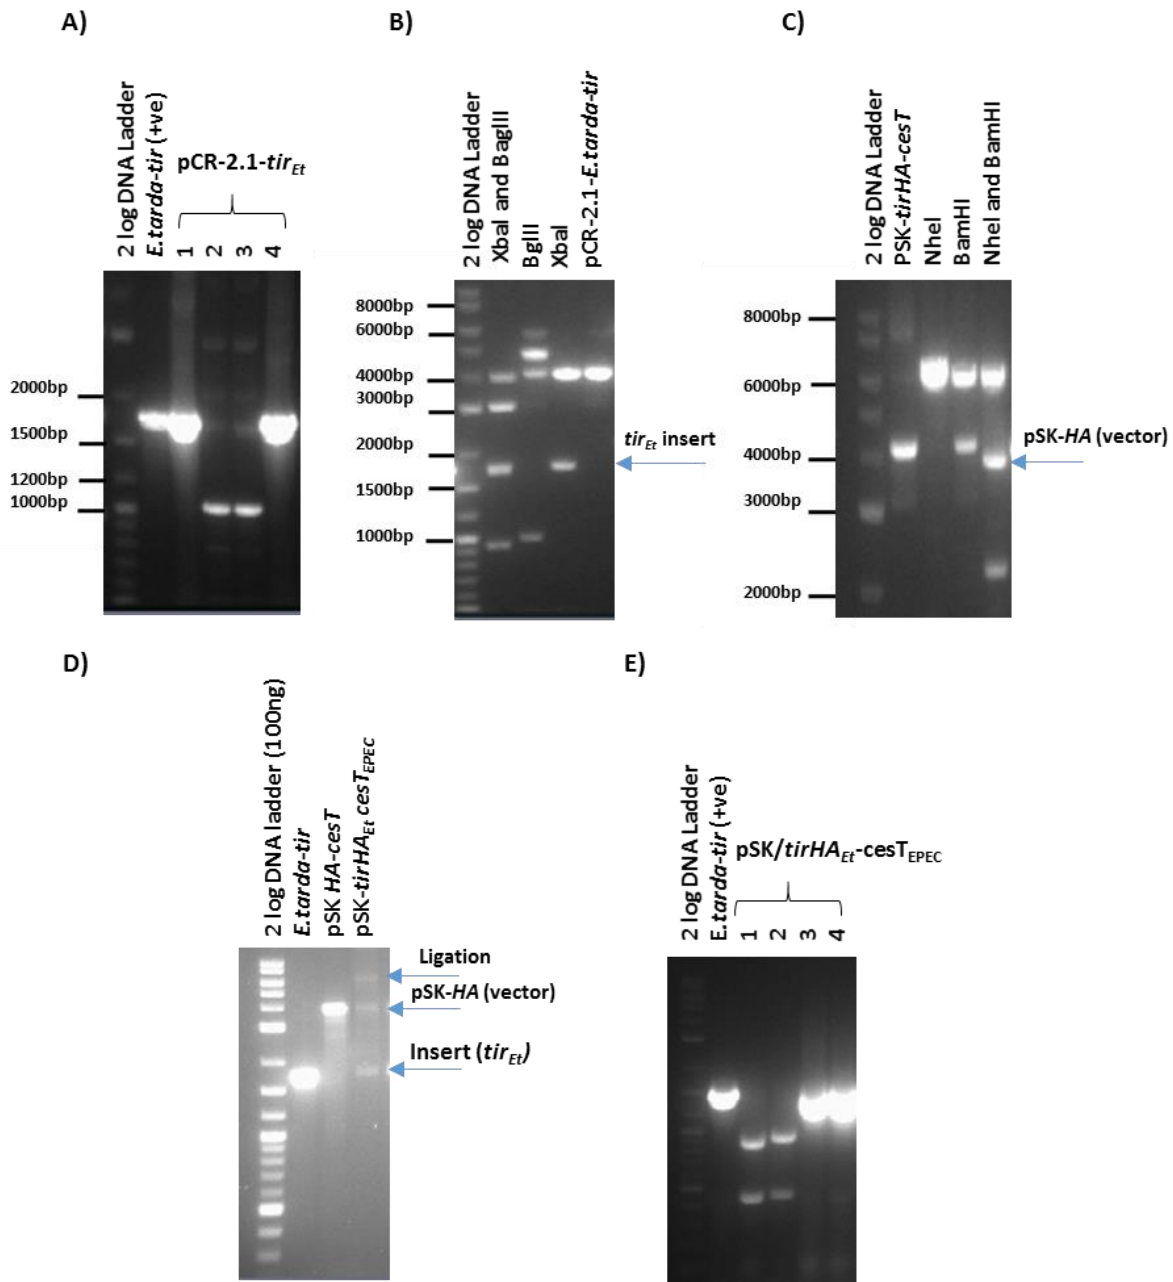 A)
2 log DNA Ladder
E.tarda-tir (+ve)
pCR-2.1-tirEt
1
2
3
4
2000bp
1500bp
1200bp
1000bp
B)
2 log DNA Ladder
XbaI and BaglII
BglII
XbaI
pCR-2.1-E.tarda-tir
8000bp
6000bp
4000bp
3000bp
2000bp
1500bp
1000bp
tirEt insert
C)
2 log DNA Ladder
PSK-tirHA-cesT
NheI
BamHI
NheI and BamHI
8000bp
6000bp
4000bp
3000bp
2000bp
pSK-HA (vector)
D)
2 log DNA ladder (100ng)
E.tarda-tir
pSK HA-cesT
pSK-tirHAEt cesTEPEC
Ligation
pSK-HA (vector)
Insert (tirEt)
E)
2 log DNA Ladder
E.tarda-tir (+ve)
pSK/tirHAEt-cesTEPEC
1
2
3
4